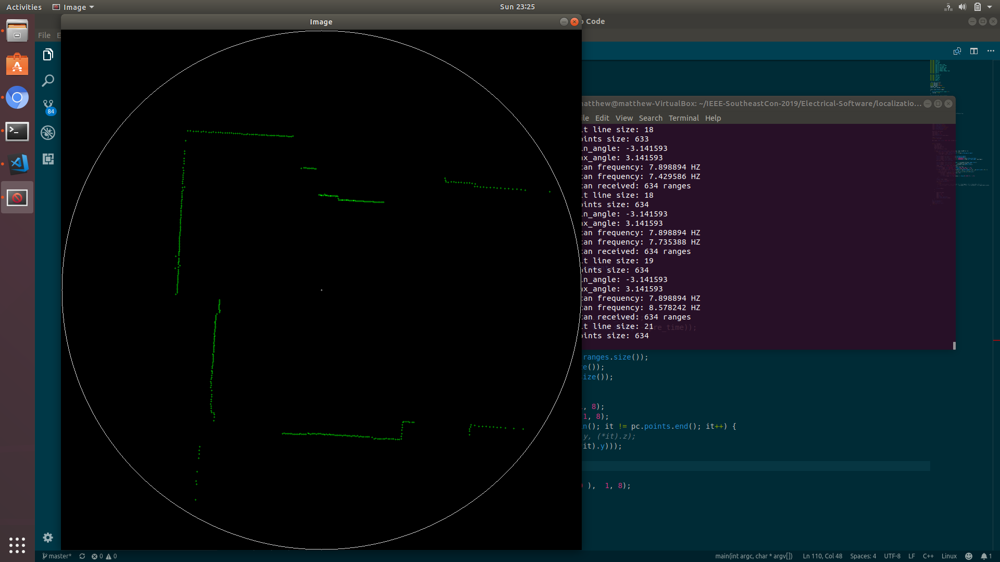 Activities
Image
Sun 23:25
?
Image
Code
File
84
matthew@matthew-VirtualBox: ~/IEEE-SoutheastCon-2019/Electrical-Software/localizatio...
Edit View Search Terminal Help
line size: 18
ints size: 633
n_angle: -3.141593
x_angle: 3.141593
an frequency: 7.898894 HZ
an frequency: 7.429586 HZ
an received: 634 ranges
line size: 18
ints size: 634
n_angle: -3.141593
x_angle: 3.141593
an frequency: 7.898894 HZ
an frequency: 7.735388 HZ
an received: 634 ranges
line size: 19
ints size: 634
n_angle: -3.141593
x_angle: 3.141593
an frequency: 7.898894 HZ
an frequency: 8.578242 HZ
an received: 634 ranges
line size: 21
re_time));
ints size: 634
ranges.size());
ze());
size());
, 8);
1, 8);
n(); it != pc.points.end(); it++) {
y, (*it).z);
it).y)));
), 1, 8);
master* 0 0
main(int argc, char * argv[]) Ln 110, Col 48 Spaces: 4 UTF-8 LF C++ Linux 1